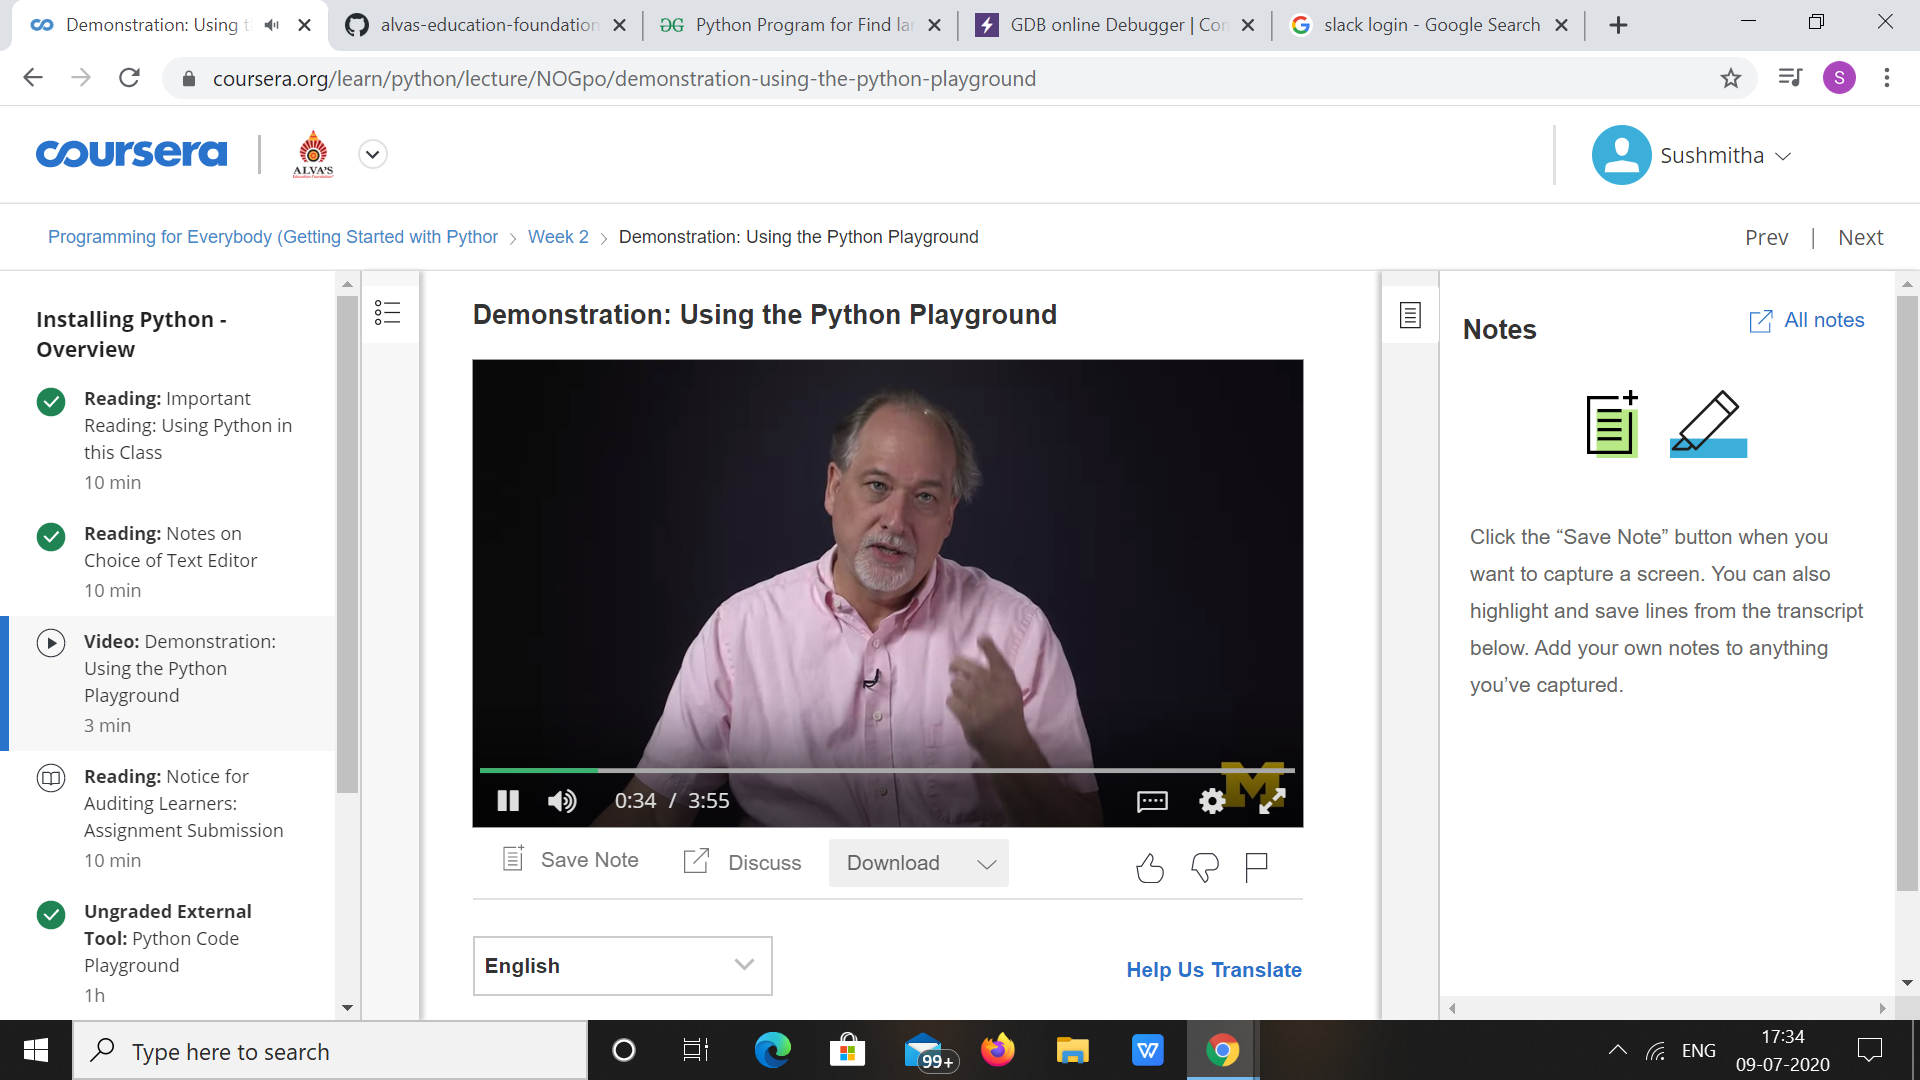 Demonstration: Using t
alvas-education-foundation
Python Program for Find lar
GDB online Debugger | Com
slack login - Google Search
coursera.org/learn/python/lecture/NOGpo/demonstration-using-the-python-playground
S
coursera
ALVA'S
Education Foundation
Sushmitha
Programming for Everybody (Getting Started with Python
Week 2
Demonstration: Using the Python Playground
Prev | Next
Installing Python -
Overview
Reading: Important
Reading: Using Python in
this Class
10 min
Reading: Notes on
Choice of Text Editor
10 min
Video: Demonstration:
Using the Python
Playground
3 min
Reading: Notice for
Auditing Learners:
Assignment Submission
10 min
Ungraded External
Tool: Python Code
Playground
1h
Demonstration: Using the Python Playground
M
0:34 / 3:55
Save Note
Discuss
Download
English
Help Us Translate
Notes
All notes
Click the “Save Note” button when you
want to capture a screen. You can also
highlight and save lines from the transcript
below. Add your own notes to anything
you’ve captured.
Type here to search
99+
W
ENG
17:34
09-07-2020